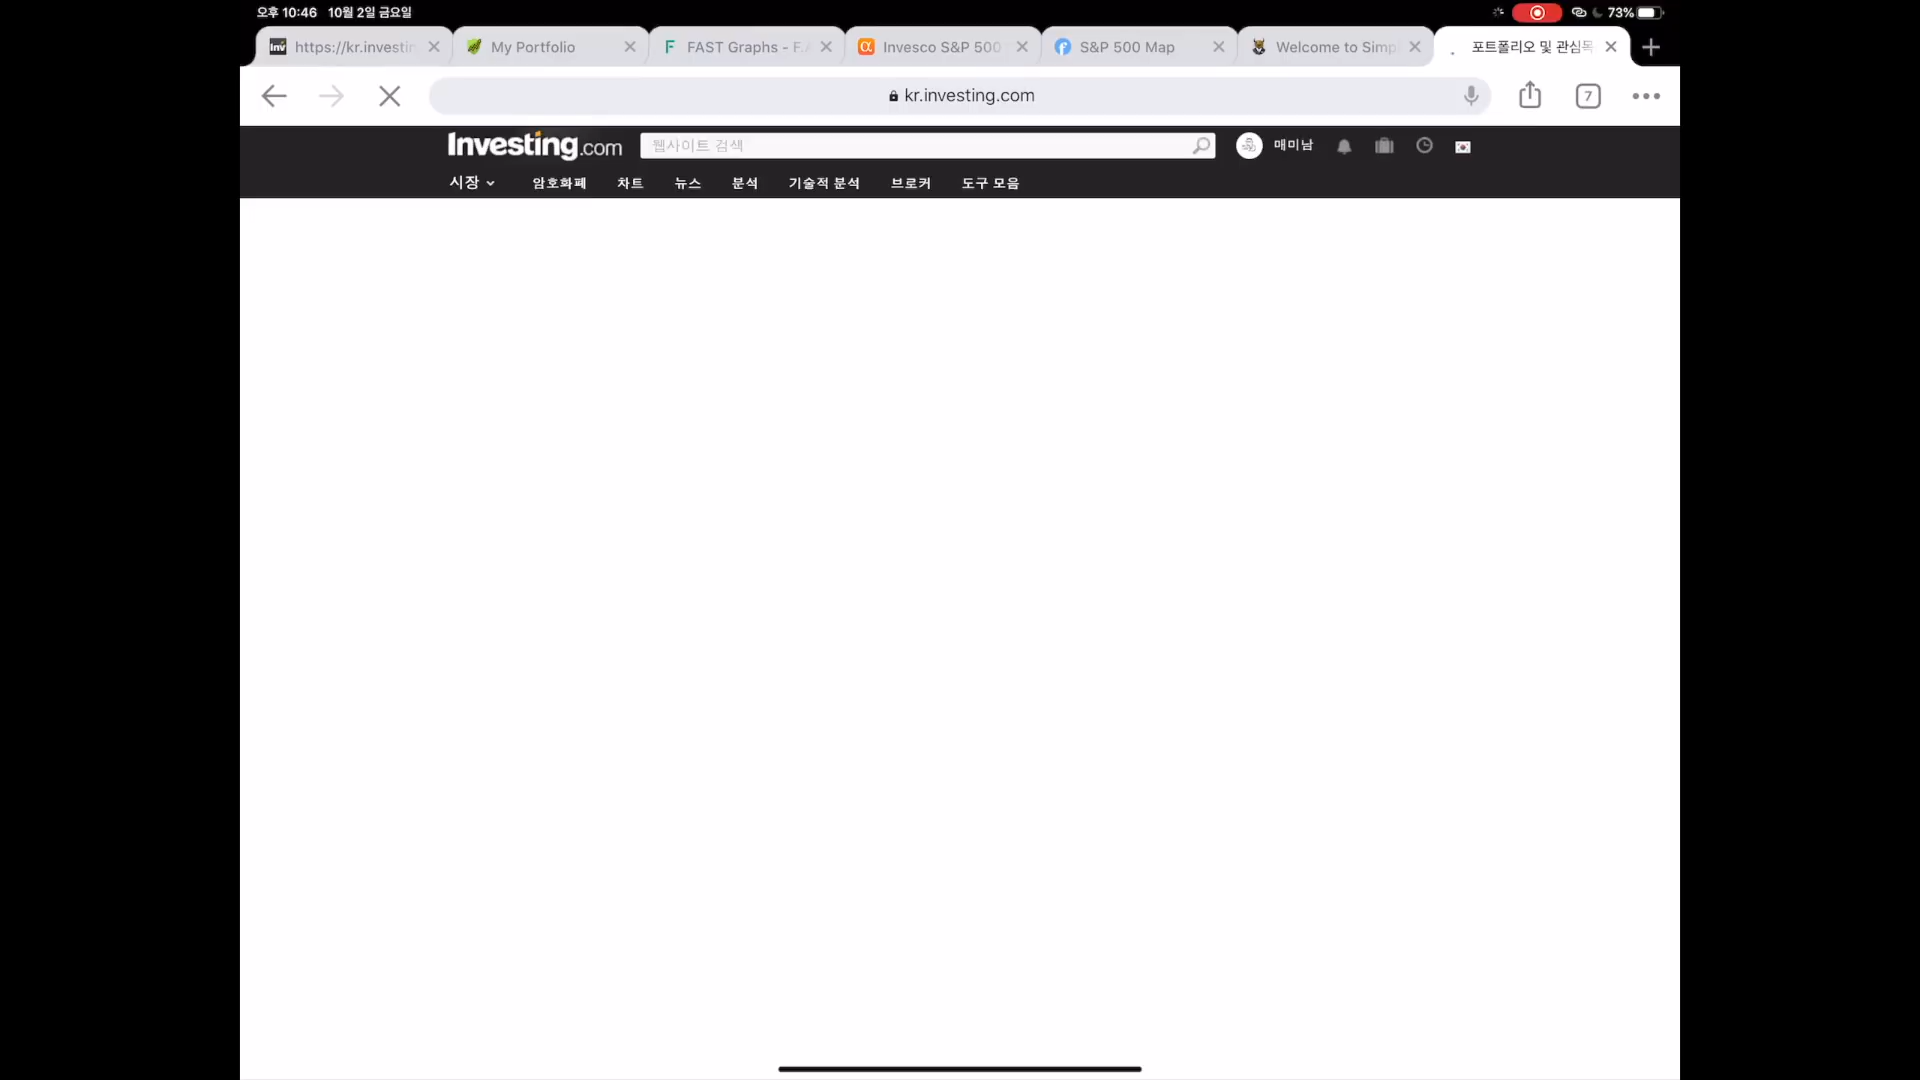 오후 10:46 10월 2일 금요일
73%
Inv https://kr.investin
My Portfolio
F FAST Graphs - F.A
α Invesco S&P 500
f S&P 500 Map
Welcome to Simp
포트폴리오 및 관심목
kr.investing.com
7
Investing.com
웹사이트 검색
매미남
시장 암호화폐 차트 뉴스 분석 기술적 분석 브로커 도구 모음